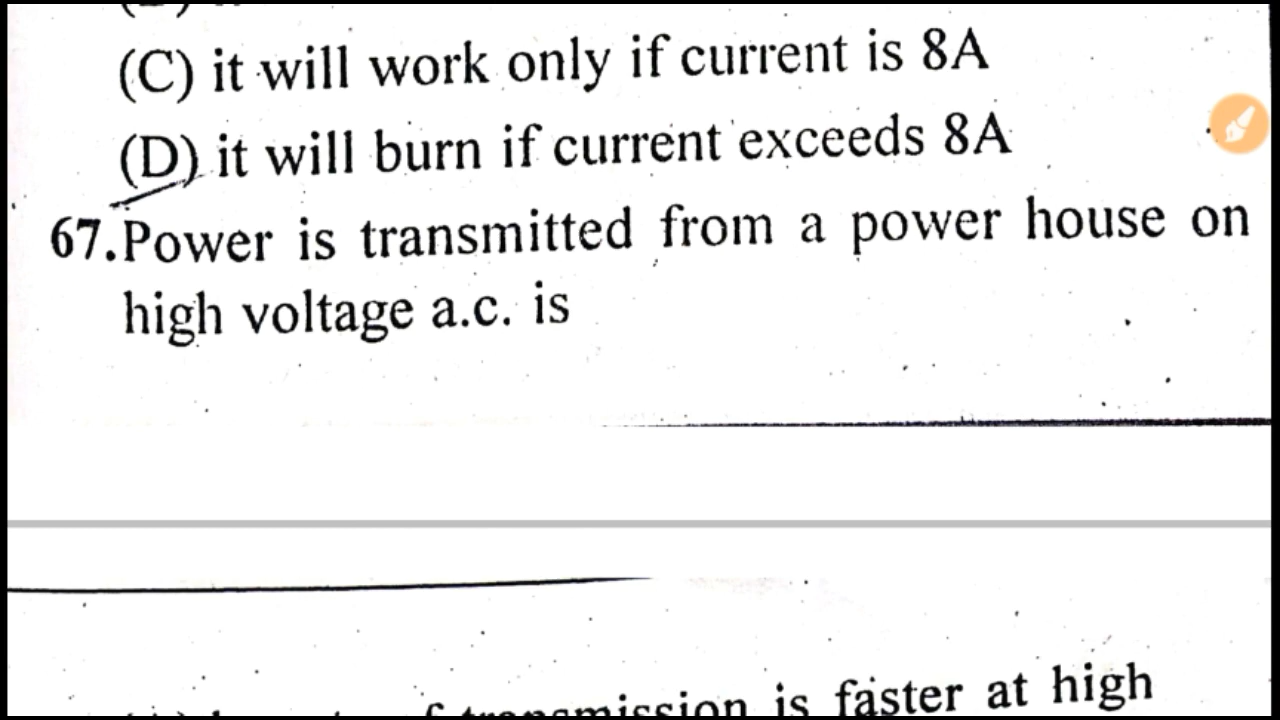 (C) it will work only if current is 8A
(D) it will burn if current exceeds 8A
67. Power is transmitted from a power house on
high voltage a.c. is
transmission is faster at high